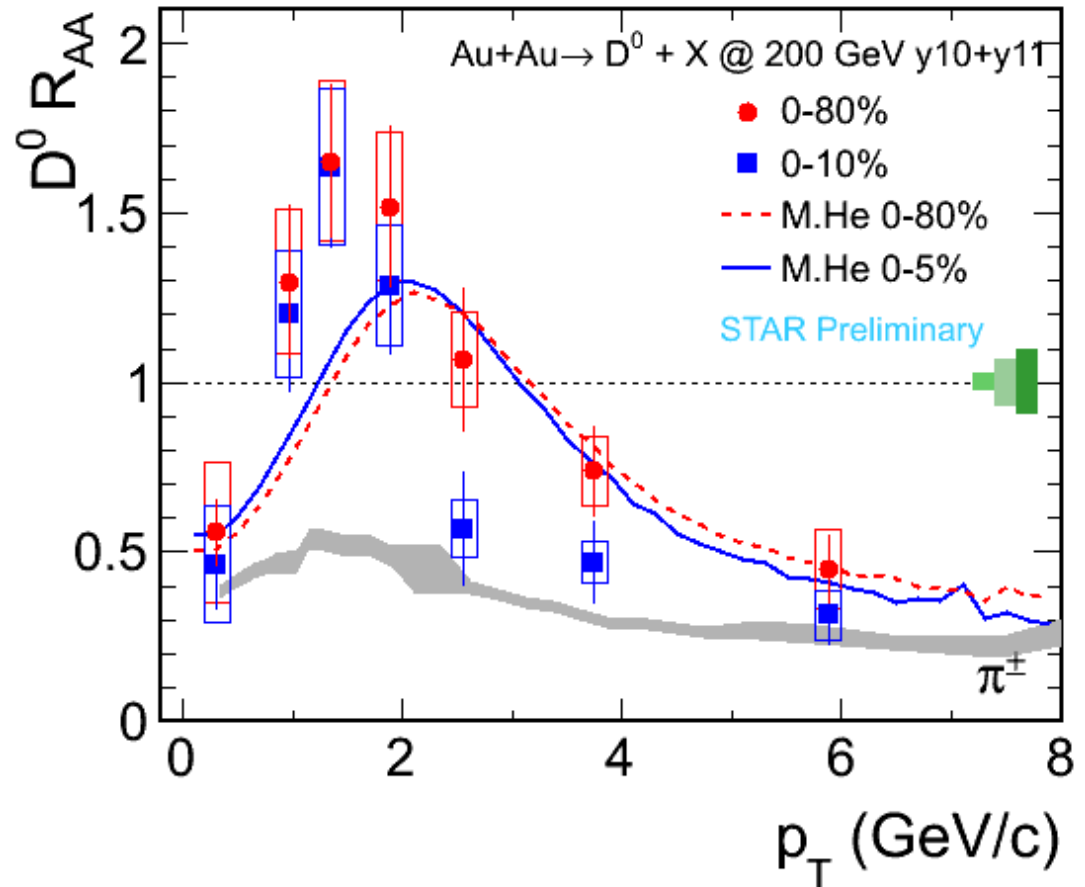 D⁰ R_AA
2
1.5
1
0.5
0
Au+Au→ D⁰ + X @ 200 GeV y10+y11
0-80%
0-10%
M.He 0-80%
M.He 0-5%
STAR Preliminary
π±
0 2 4 6 8
p_T (GeV/c)